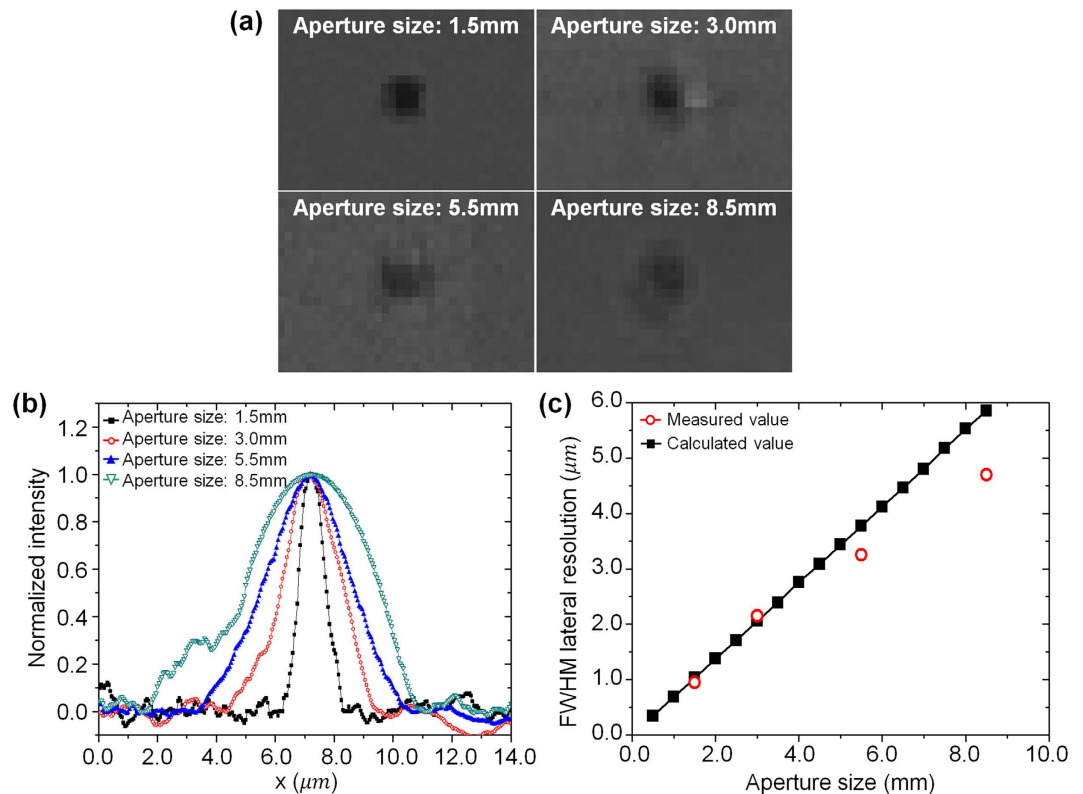 (a)
Aperture size: 1.5mm
Aperture size: 3.0mm
Aperture size: 5.5mm
Aperture size: 8.5mm
(b)
Aperture size: 1.5mm
Aperture size: 3.0mm
Aperture size: 5.5mm
Aperture size: 8.5mm
Normalized intensity
1.2
1.0
0.8
0.6
0.4
0.2
0.0
0.0 2.0 4.0 6.0 8.0 10.0 12.0 14.0
x (μm)
(c)
Measured value
Calculated value
FWHM lateral resolution (μm)
6.0
5.0
4.0
3.0
2.0
1.0
0.0
0.0 2.0 4.0 6.0 8.0 10.0
Aperture size (mm)